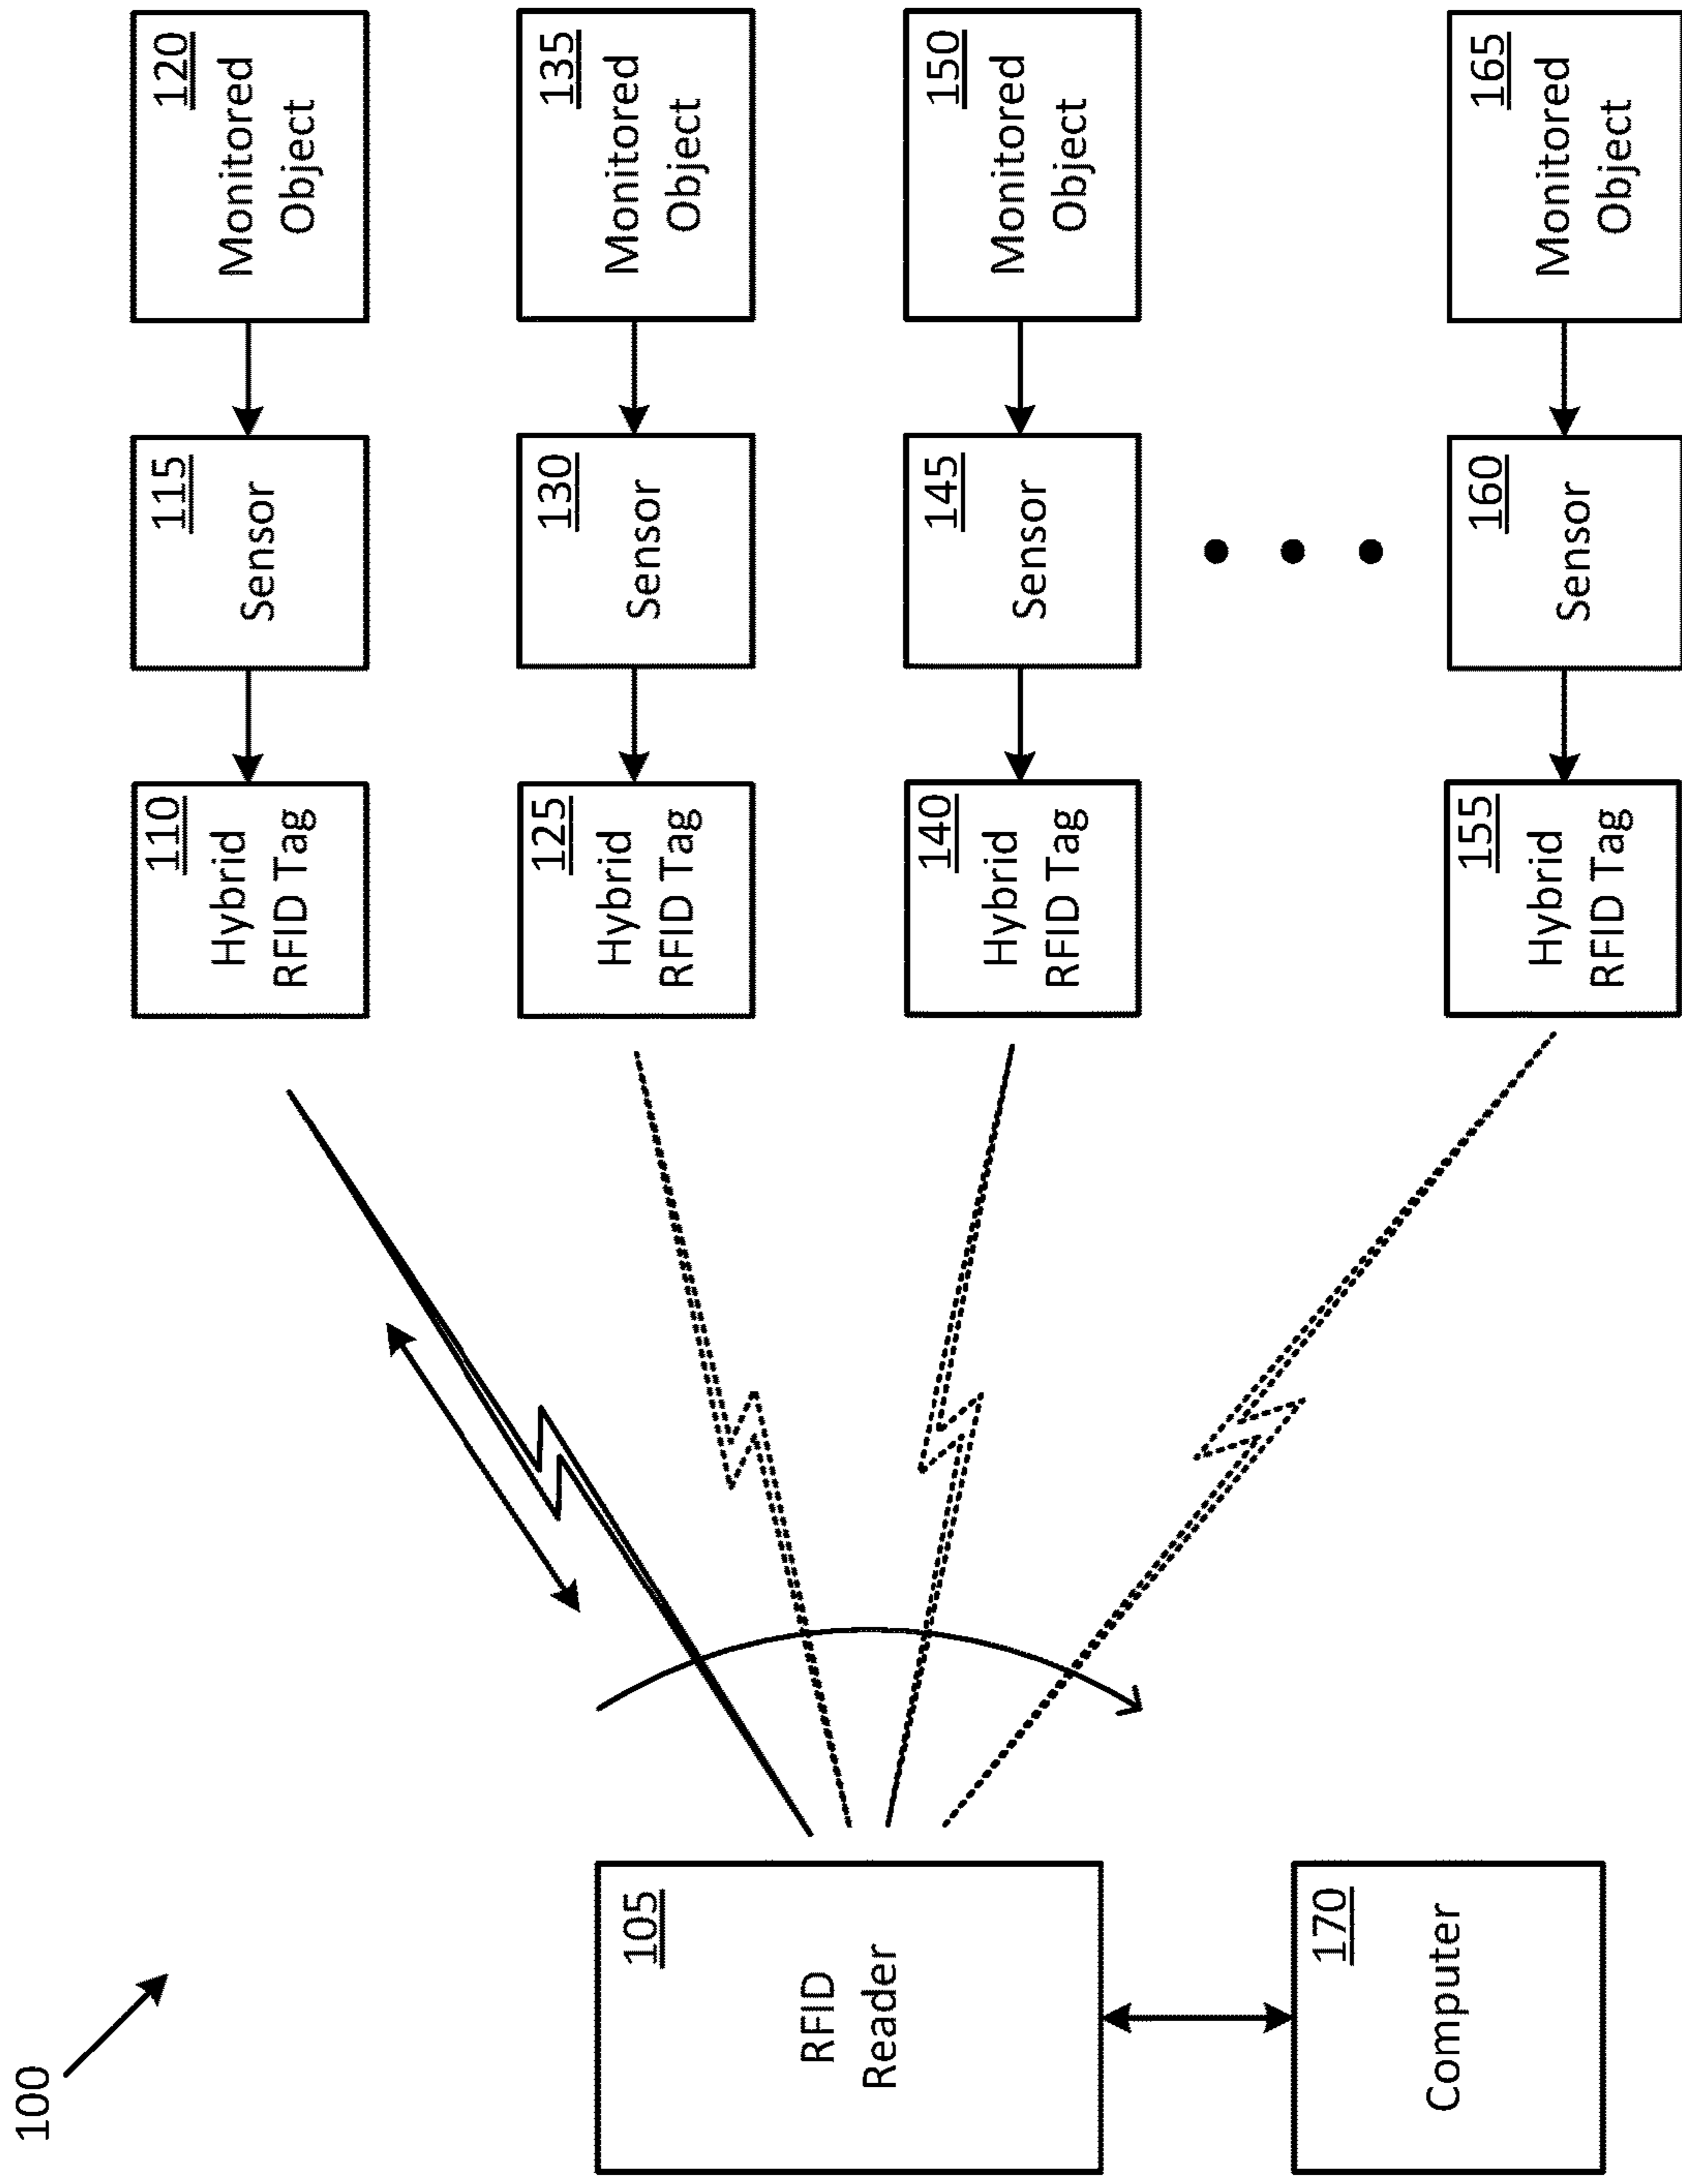 100
105
RFID
Reader
170
Computer
110
Hybrid
RFID Tag
115
Sensor
120
Monitored
Object
125
Hybrid
RFID Tag
130
Sensor
135
Monitored
Object
140
Hybrid
RFID Tag
145
Sensor
150
Monitored
Object
155
Hybrid
RFID Tag
160
Sensor
165
Monitored
Object